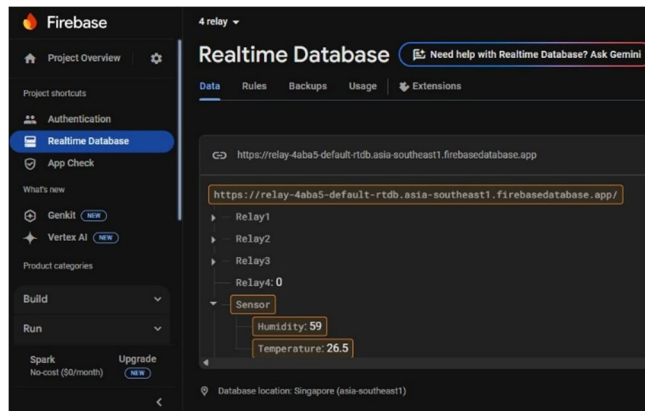 Firebase
Project Overview
Project shortcuts
Authentication
Realtime Database
App Check
What's new
Genkit NEW
Vertex AI NEW
Product categories
Build
Run
Spark
No-cost ($0/month)
Upgrade
NEW
4 relay
Realtime Database
Need help with Realtime Database? Ask Gemini
Data Rules Backups Usage Extensions
https://relay-4aba5-default-rtdb.asia-southeast1.firebasedatabase.app
https://relay-4aba5-default-rtdb.asia-southeast1.firebasedatabase.app/
Relay1
Relay2
Relay3
Relay4: 0
Sensor
Humidity: 59
Temperature: 26.5
Database location: Singapore (asia-southeast1)